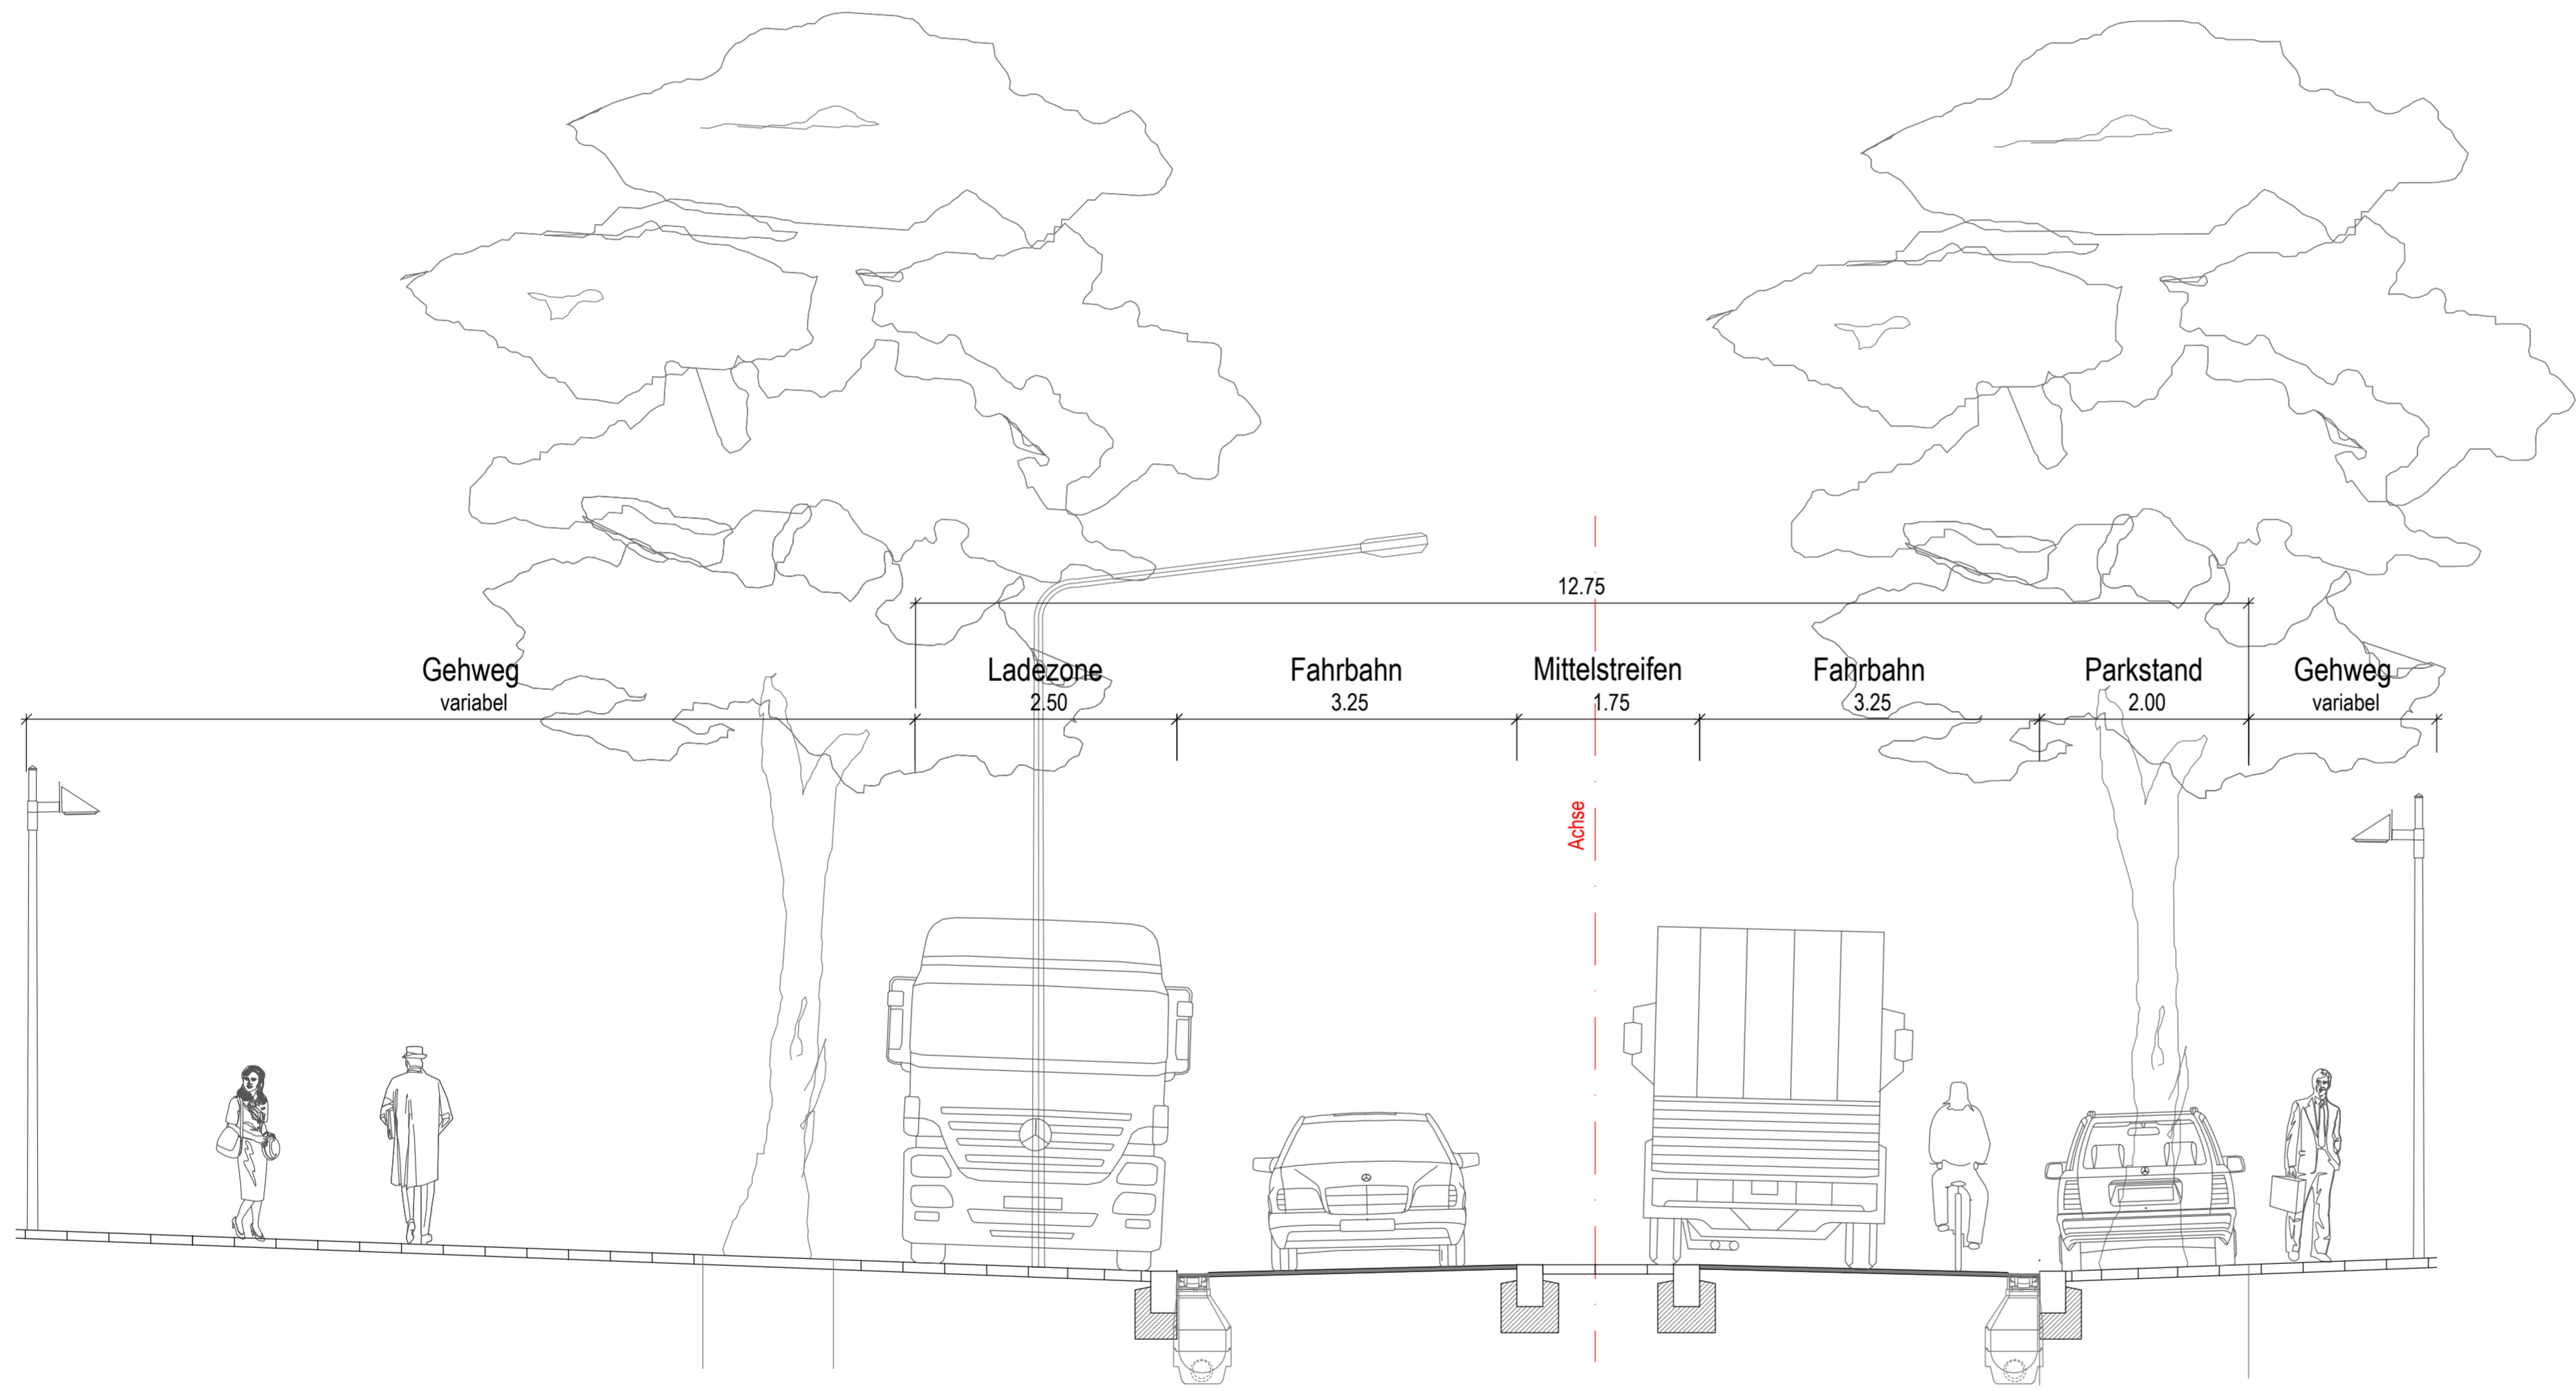 12.75
Gehweg
variabel
Ladezone
2.50
Fahrbahn
3.25
Mittelstreifen
1.75
Fahrbahn
3.25
Parkstand
2.00
Gehweg
variabel
Achse